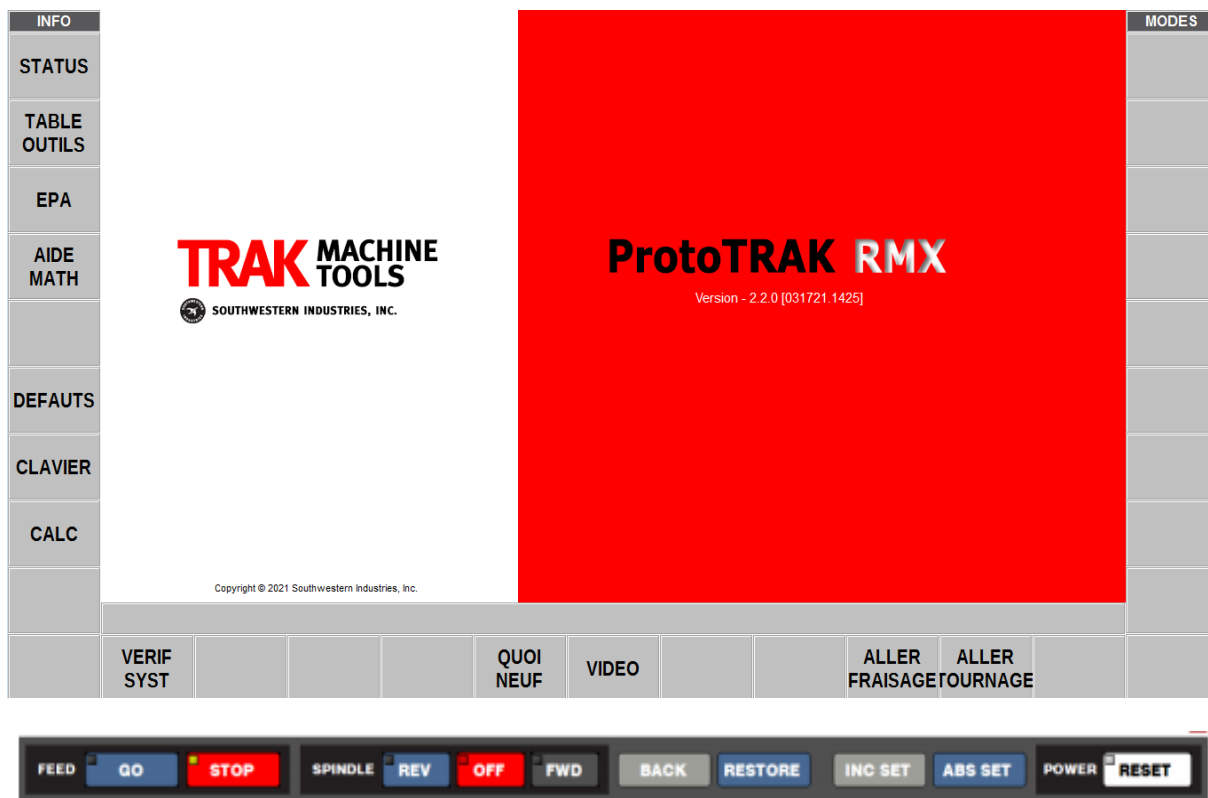 INFO
MODES
STATUS
TABLE
OUTILS
EPA
AIDE
MATH
DEFAUTS
CLAVIER
CALC
TRAK MACHINE
TOOLS
SOUTHWESTERN INDUSTRIES, INC.
Copyright © 2021 Southwestern Industries, Inc.
ProtoTRAK RMX
Version - 2.2.0 [031721.1425]
VERIF
SYST
QUOI
NEUF
VIDEO
ALLER
FRAISAGE
ALLER
TOURNAGE
FEED GO STOP SPINDLE REV OFF FWD BACK RESTORE INC SET ABS SET POWER RESET